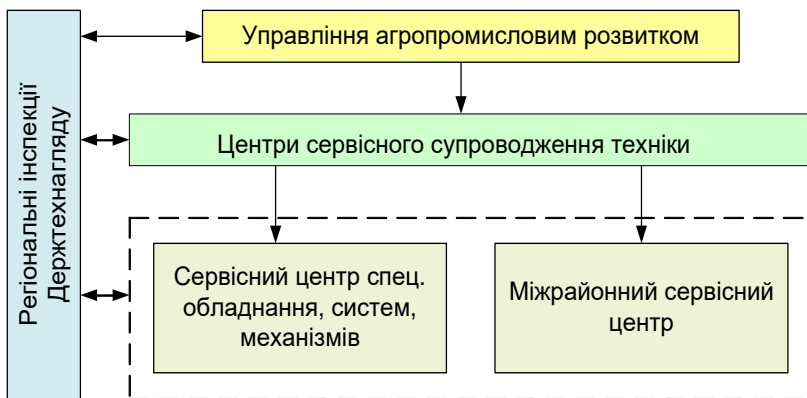 Регіональні інспекції
Держтехнагляду
Управління агропромисловим розвитком
Центри сервісного супроводження техніки
Сервісний центр спец.
обладнання, систем,
механізмів
Міжрайонний сервісний
центр